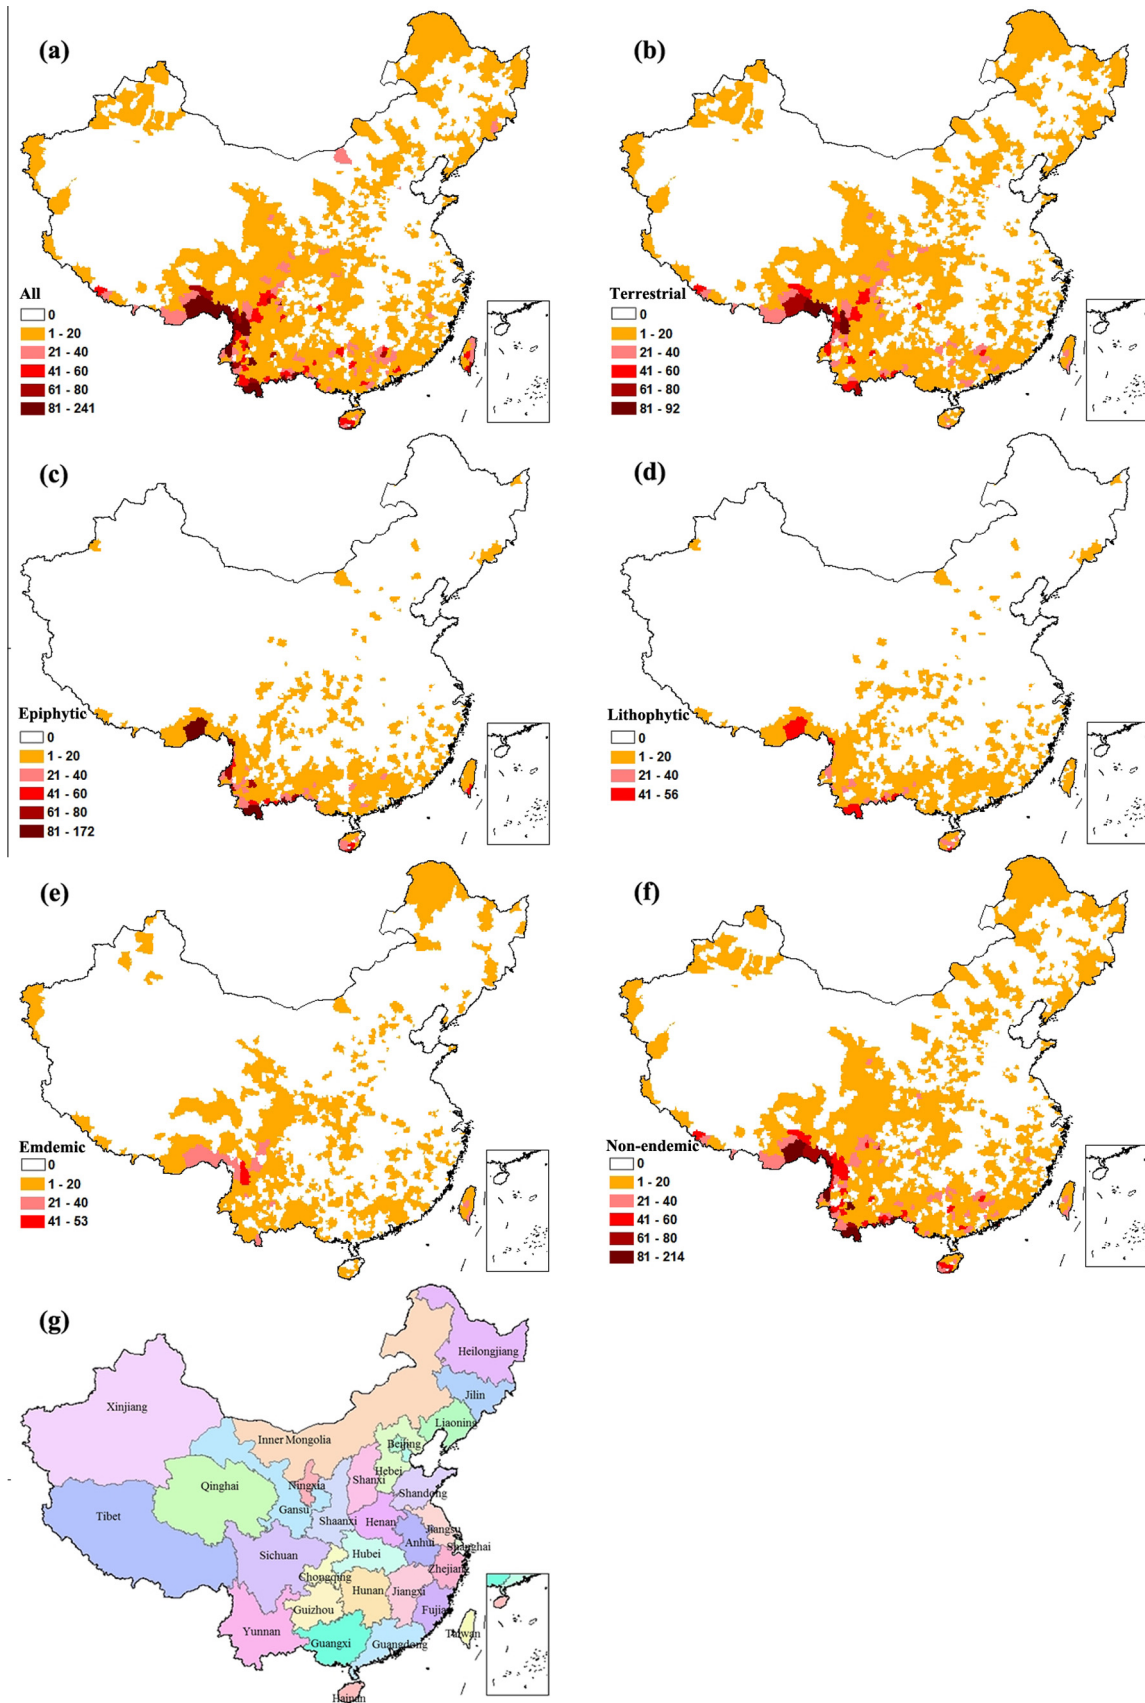 (a)
All
0
1 - 20
21 - 40
41 - 60
61 - 80
81 - 241
(b)
Terrestrial
0
1 - 20
21 - 40
41 - 60
61 - 80
81 - 92
(c)
Epiphytic
0
1 - 20
21 - 40
41 - 60
61 - 80
81 - 172
(d)
Lithophytic
0
1 - 20
21 - 40
41 - 56
(e)
Emdemic
0
1 - 20
21 - 40
41 - 53
(f)
Non-endemic
0
1 - 20
21 - 40
41 - 60
61 - 80
81 - 214
(g)
Heilongjiang
Jilin
Xinjiang
Liaoning
Inner Mongolia
Beijing
Hebei
Qinghai
Ningxia
Shanxi
Shandong
Gansu
Tibet
Shaanxi
Henan
Jiangsu
Anhui
Shanghai
Sichuan
Hubei
Zhejiang
Chongqing
Hunan
Jiangxi
Guizhou
Fujian
Yunnan
Guangxi
Guangdong
Taiwan
Hainan